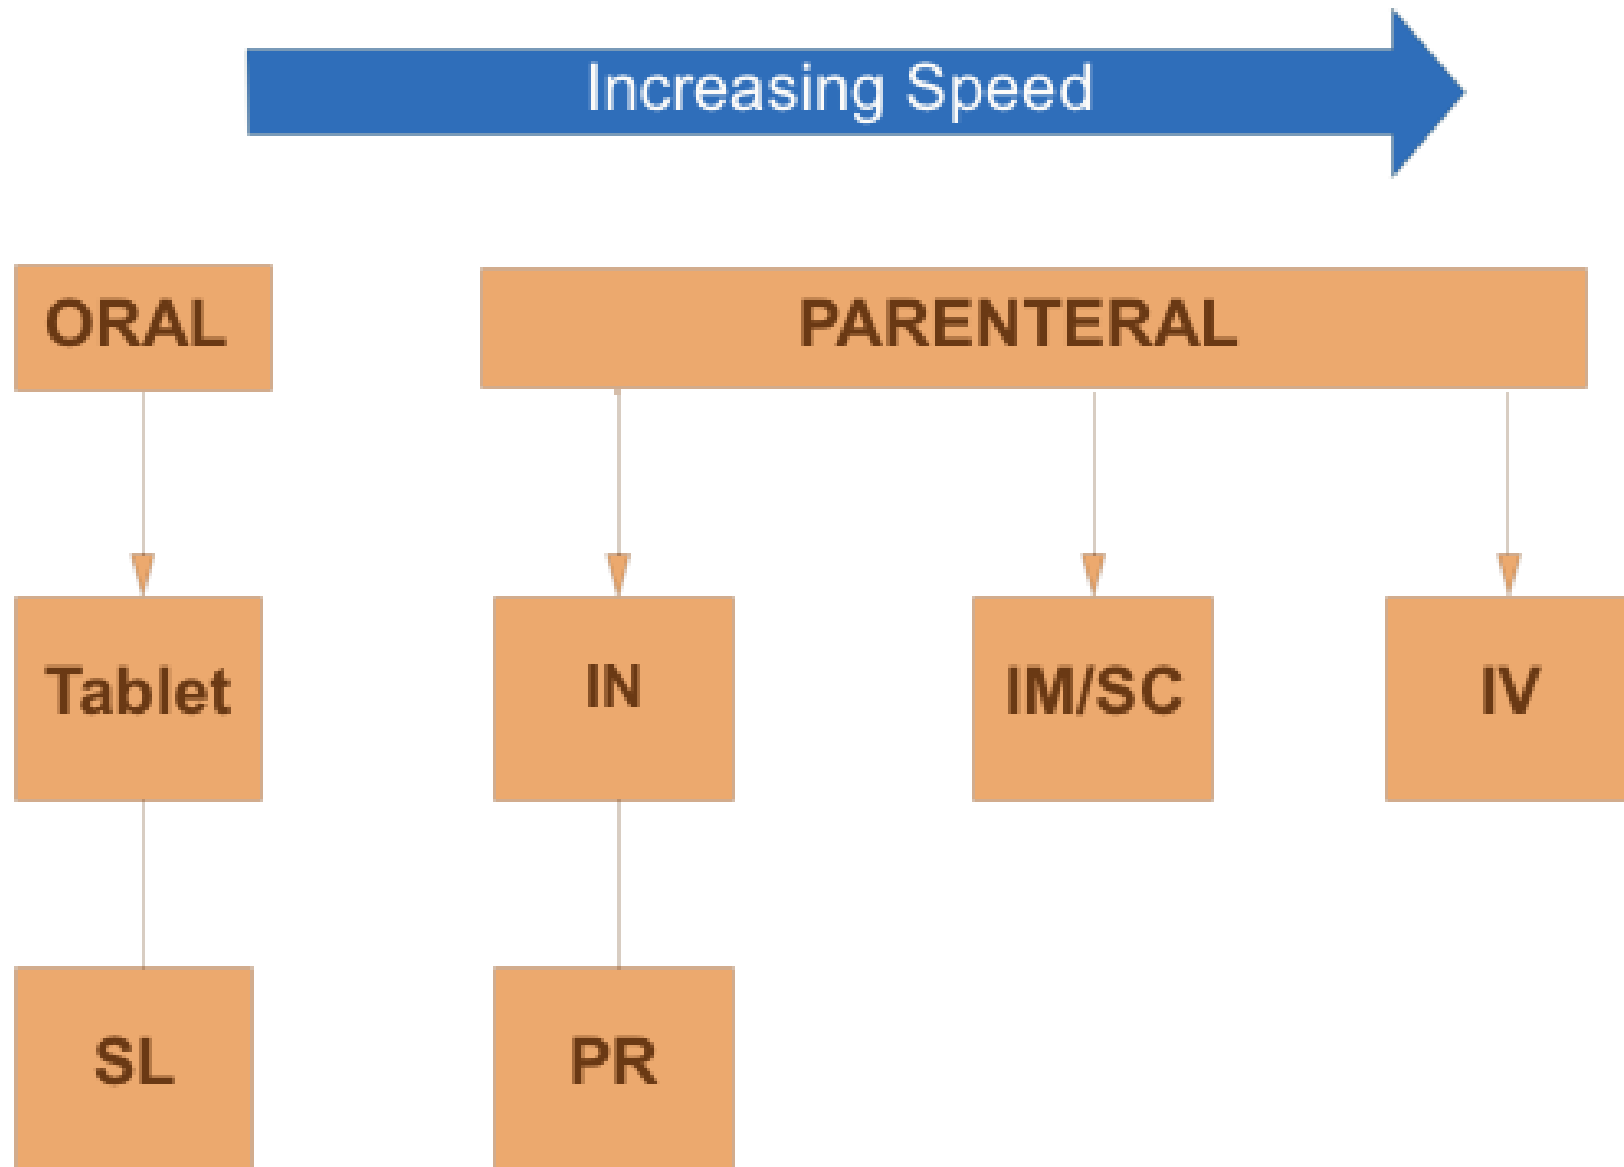 Increasing Speed
ORAL
PARENTERAL
Tablet
IN
IM/SC
IV
SL
PR